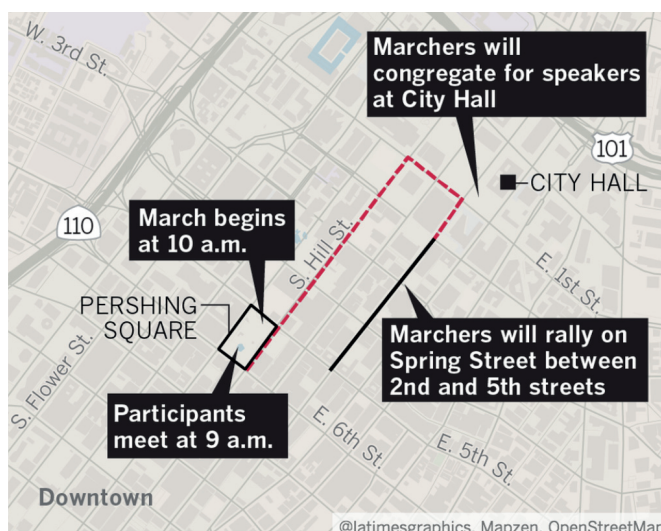 W. 3rd St.
Marchers will
congregate for speakers
at City Hall
101
CITY HALL
110
March begins
at 10 a.m.
S. Hill St.
E. 1st St.
PERSHING
SQUARE
Marchers will rally on
Spring Street between
2nd and 5th streets
S. Flower St.
Participants
meet at 9 a.m.
E. 6th St.
E. 5th St.
Downtown
@latimesgraphics, Mapzen, OpenStreetMap